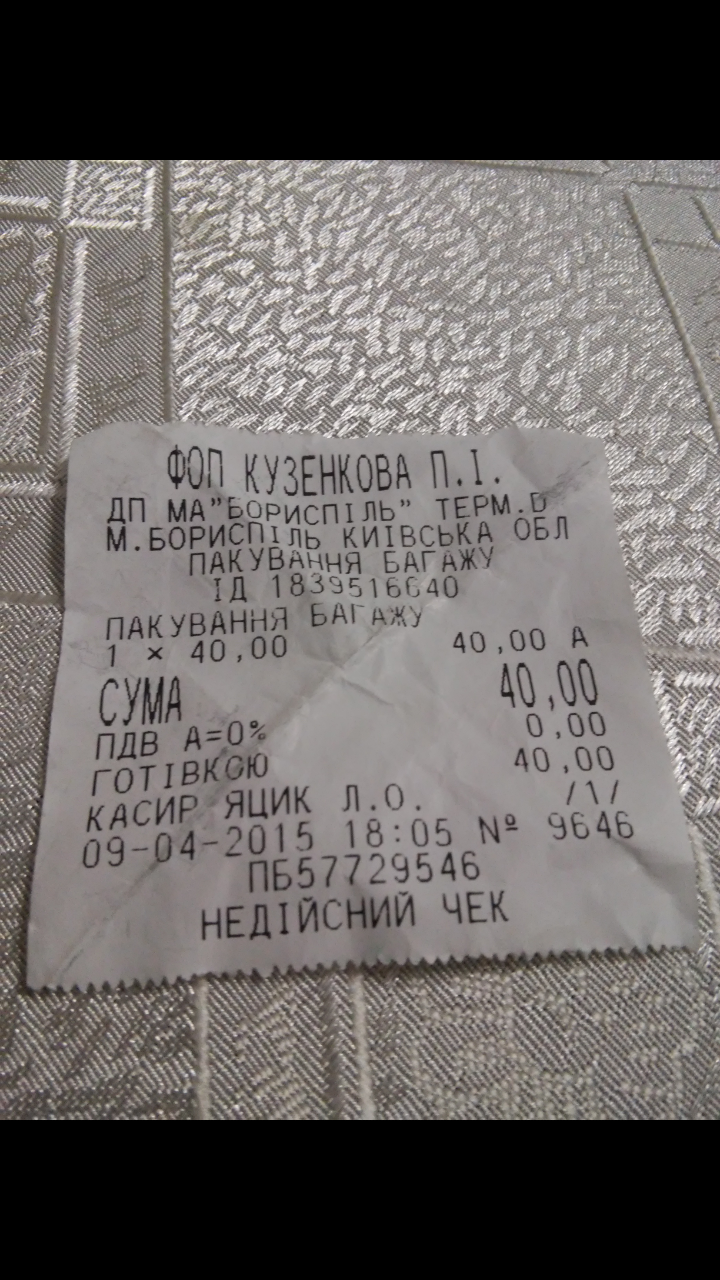 ФОП КУЗЕНКОВА П.І.
ДП МА"БОРИСПІЛЬ" ТЕРМ.D
М.БОРИСПІЛЬ КИІВСЬКА ОБЛ
ПАКУВАННЯ БАГАЖУ
ІД 1839516640
ПАКУВАННЯ БАГАЖУ
1 × 40,00 40,00 А
СУМА 40,00
ПДВ А=0% 0,00
ГОТІВКОЮ 40,00
КАСИР ЯЦИК Л.О. /1/
09-04-2015 18:05 № 9646
ПБ57729546
НЕДІЙСНИЙ ЧЕК